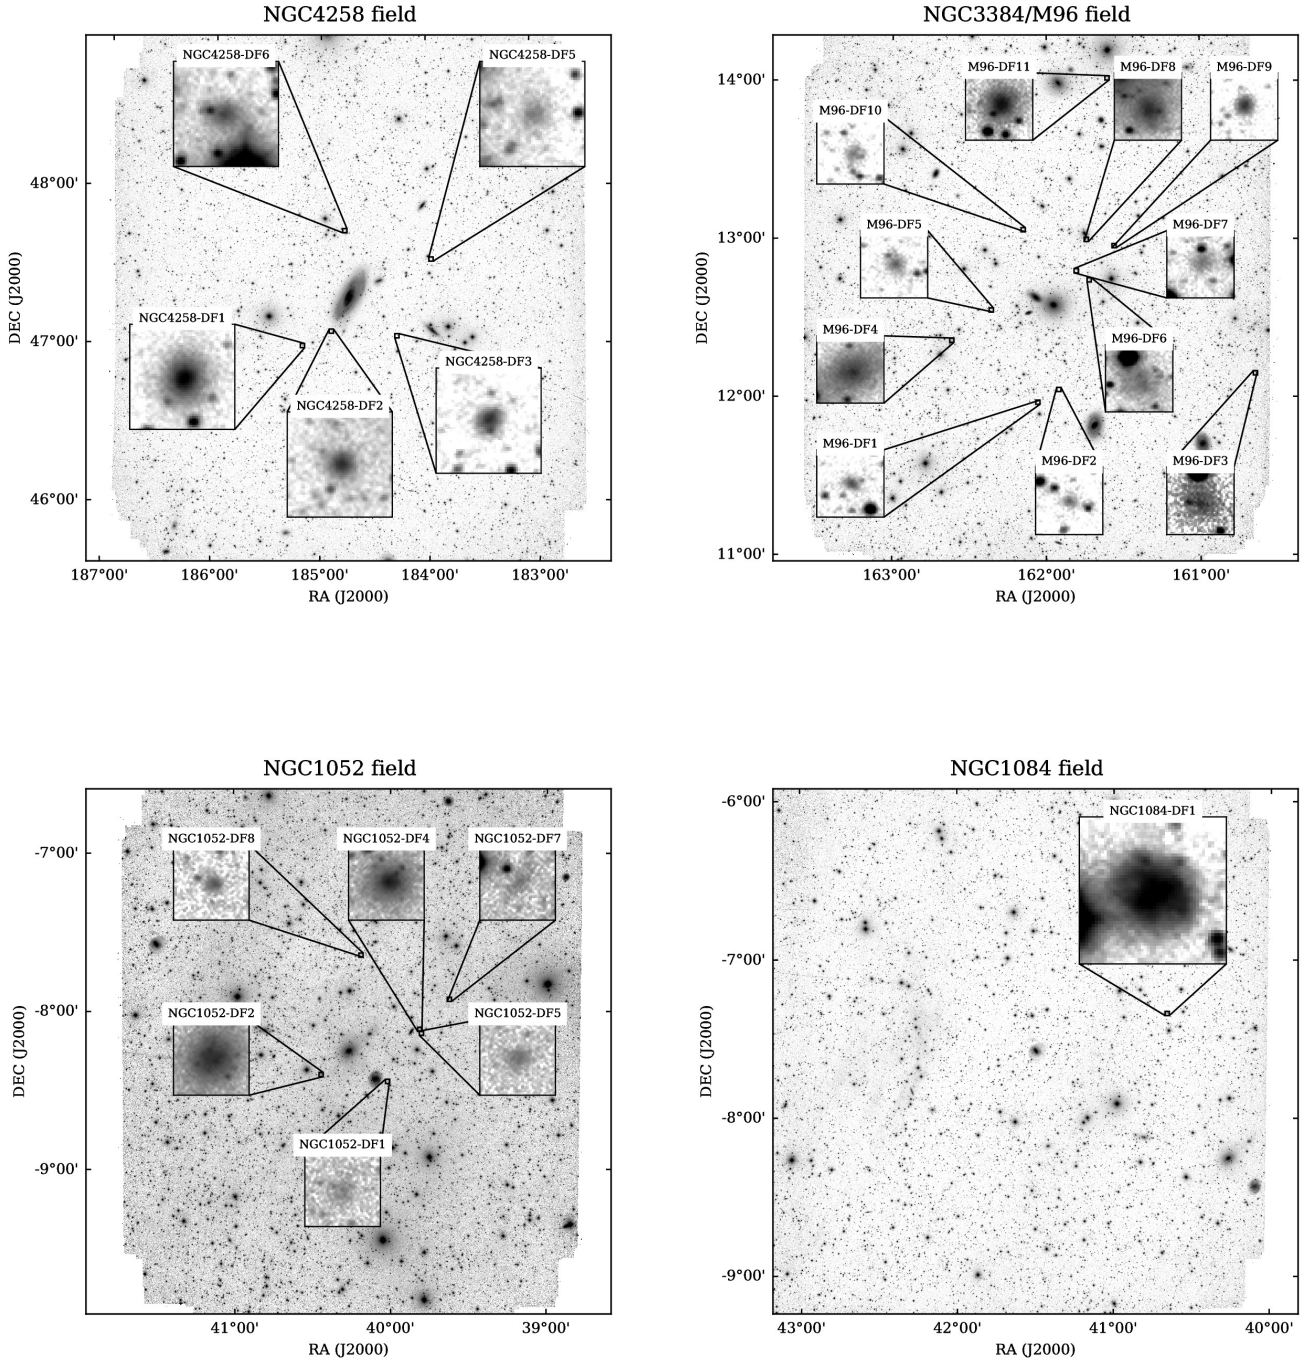 NGC4258 field
NGC4258-DF6
NGC4258-DF5
NGC4258-DF1
NGC4258-DF2
NGC4258-DF3
48°00'
47°00'
46°00'
DEC (J2000)
187°00' 186°00' 185°00' 184°00' 183°00'
RA (J2000)
NGC3384/M96 field
M96-DF11
M96-DF8
M96-DF9
M96-DF10
M96-DF5
M96-DF7
M96-DF4
M96-DF6
M96-DF1
M96-DF2
M96-DF3
14°00'
13°00'
12°00'
11°00'
DEC (J2000)
163°00' 162°00' 161°00'
RA (J2000)
NGC1052 field
NGC1052-DF8
NGC1052-DF4
NGC1052-DF7
NGC1052-DF2
NGC1052-DF5
NGC1052-DF1
-7°00'
-8°00'
-9°00'
DEC (J2000)
41°00' 40°00' 39°00'
RA (J2000)
NGC1084 field
NGC1084-DF1
-6°00'
-7°00'
-8°00'
-9°00'
DEC (J2000)
43°00' 42°00' 41°00' 40°00'
RA (J2000)